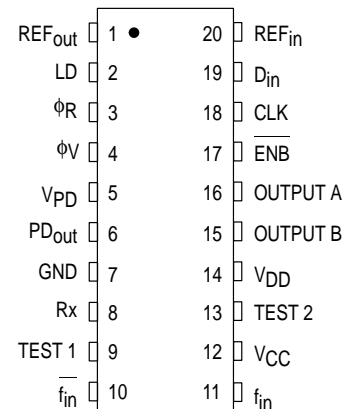 REFout 1 20 REFin
LD 2 19 Din
ϕR 3 18 CLK
ϕV 4 17 E̅N̅B̅
VPD 5 16 OUTPUT A
PDout 6 15 OUTPUT B
GND 7 14 VDD
Rx 8 13 TEST 2
TEST 1 9 12 VCC
f̅i̅n̅ 10 11 fin